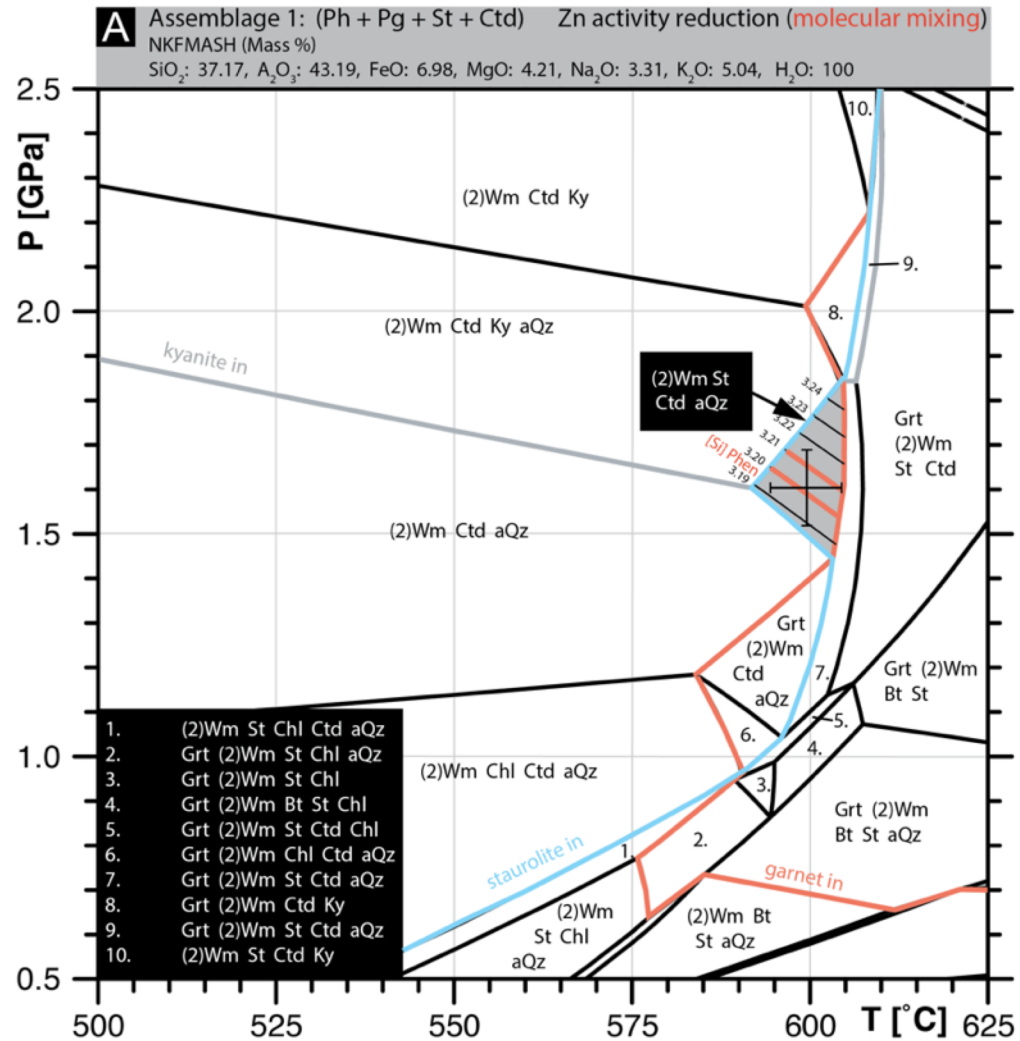 A Assemblage 1: (Ph + Pg + St + Ctd) Zn activity reduction (molecular mixing)
NKFMASH (Mass %)
SiO₂: 37.17, A₂O₃: 43.19, FeO: 6.98, MgO: 4.21, Na₂O: 3.31, K₂O: 5.04, H₂O: 100
2.5
P [GPa]
10.
(2)Wm Ctd Ky
9.
2.0
8.
(2)Wm Ctd Ky aQz
kyanite in
(2)Wm St
Ctd aQz
3.24
3.23
3.22
3.21
3.20
3.19
[Si] Phen
Grt
(2)Wm
St Ctd
1.5
(2)Wm Ctd aQz
Grt
(2)Wm
Ctd
aQz
7.
Grt (2)Wm
Bt St
5.
6.
4.
1.0
(2)Wm Chl Ctd aQz
3.
Grt (2)Wm
Bt St aQz
2.
1.
staurolite in
garnet in
(2)Wm
St Chl
aQz
(2)Wm Bt
St aQz
1. (2)Wm St Chl Ctd aQz
2. Grt (2)Wm St Chl aQz
3. Grt (2)Wm St Chl
4. Grt (2)Wm Bt St Chl
5. Grt (2)Wm St Ctd Chl
6. Grt (2)Wm Chl Ctd aQz
7. Grt (2)Wm St Ctd aQz
8. Grt (2)Wm Ctd Ky
9. Grt (2)Wm St Ctd aQz
10. (2)Wm St Ctd Ky
0.5
500 525 550 575 600 T [˚C] 625